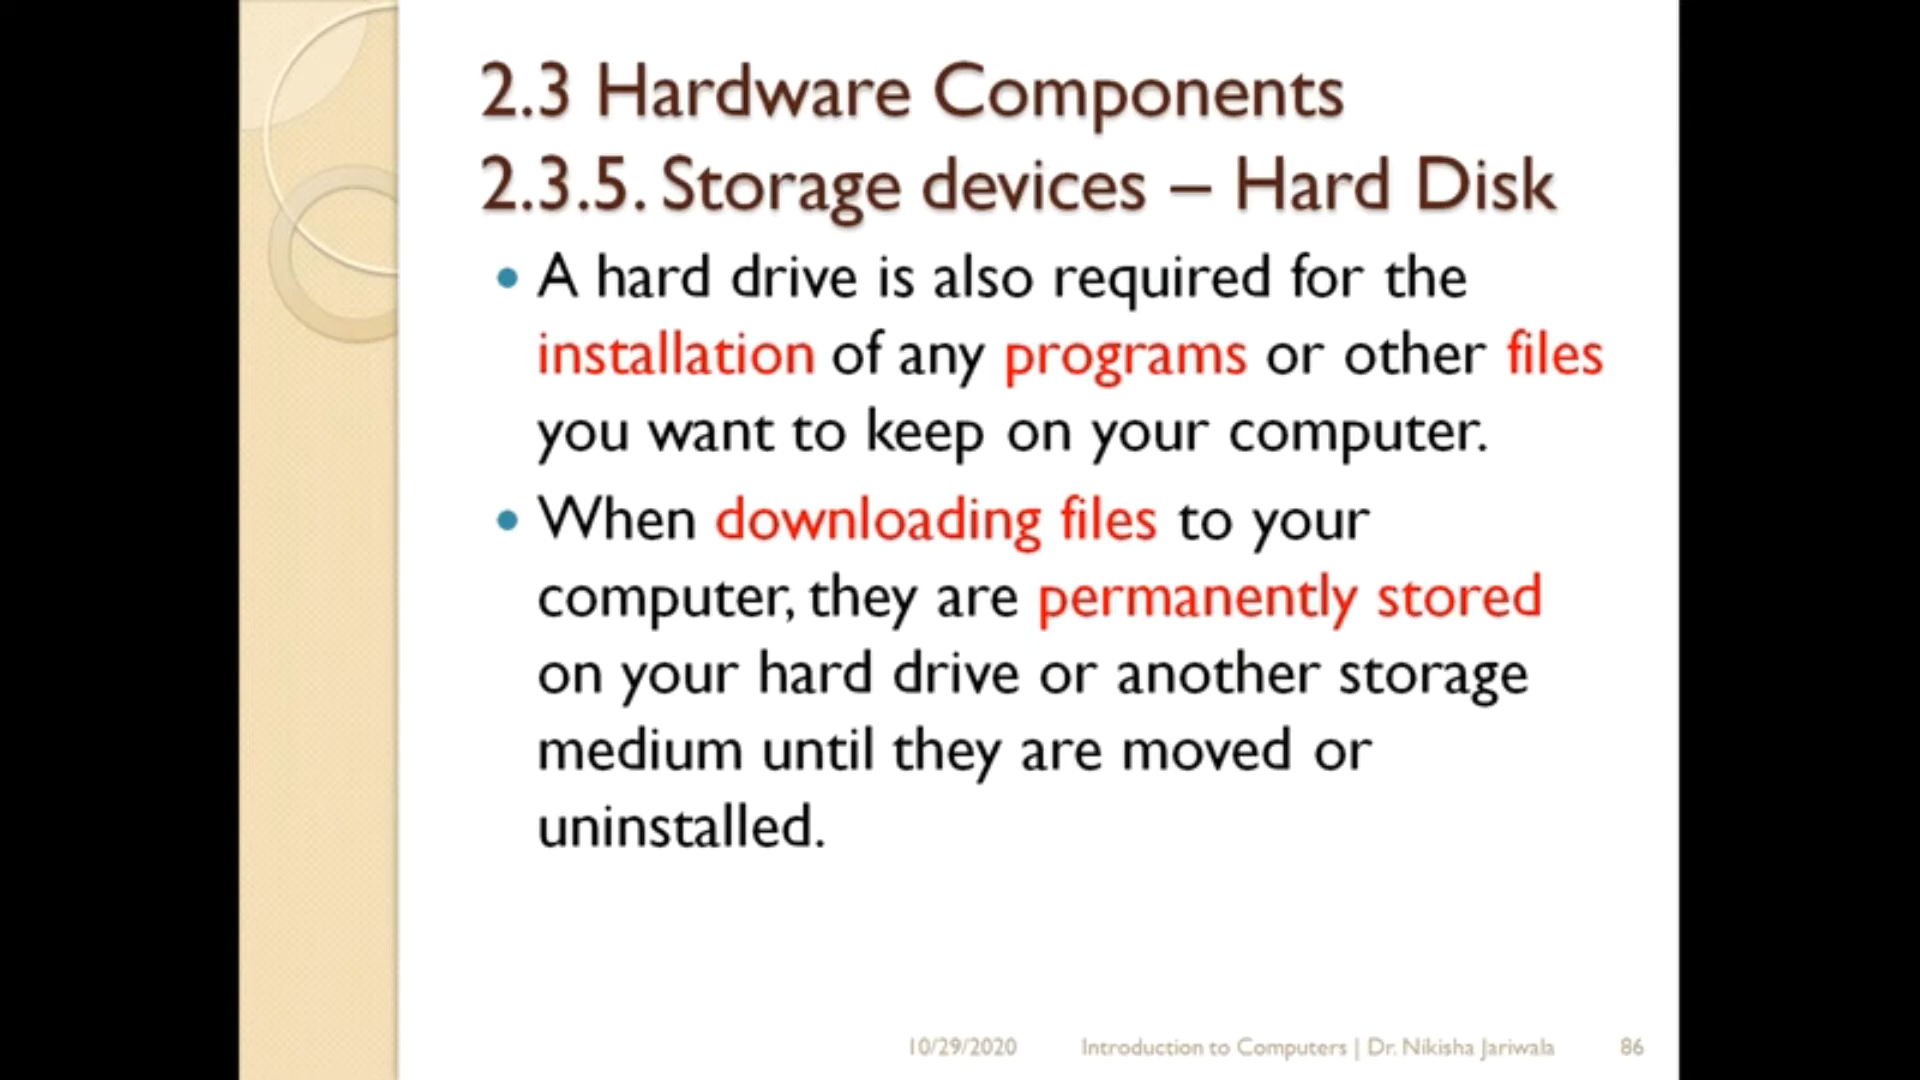 2.3 Hardware Components
2.3.5. Storage devices – Hard Disk
• A hard drive is also required for the
installation of any programs or other files
you want to keep on your computer.
• When downloading files to your
computer, they are permanently stored
on your hard drive or another storage
medium until they are moved or
uninstalled.
10/29/2020 Introduction to Computers | Dr. Nikisha Jariwala 86